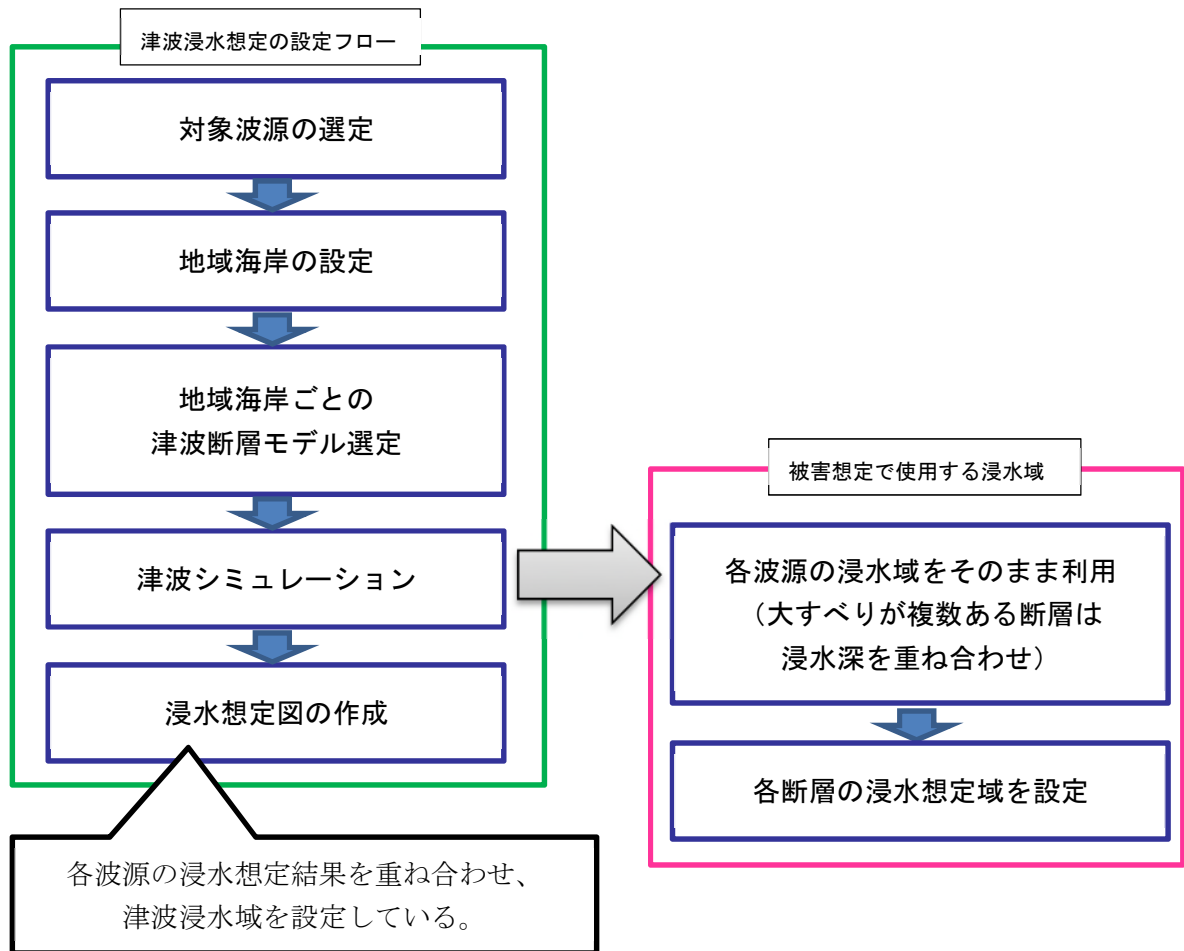 津波浸水想定の設定フロー
対象波源の選定
地域海岸の設定
地域海岸ごとの
津波断層モデル選定
津波シミュレーション
浸水想定図の作成
各波源の浸水想定結果を重ね合わせ、
津波浸水域を設定している。
被害想定で使用する浸水域
各波源の浸水域をそのまま利用
（大すべりが複数ある断層は
浸水深を重ね合わせ）
各断層の浸水想定域を設定